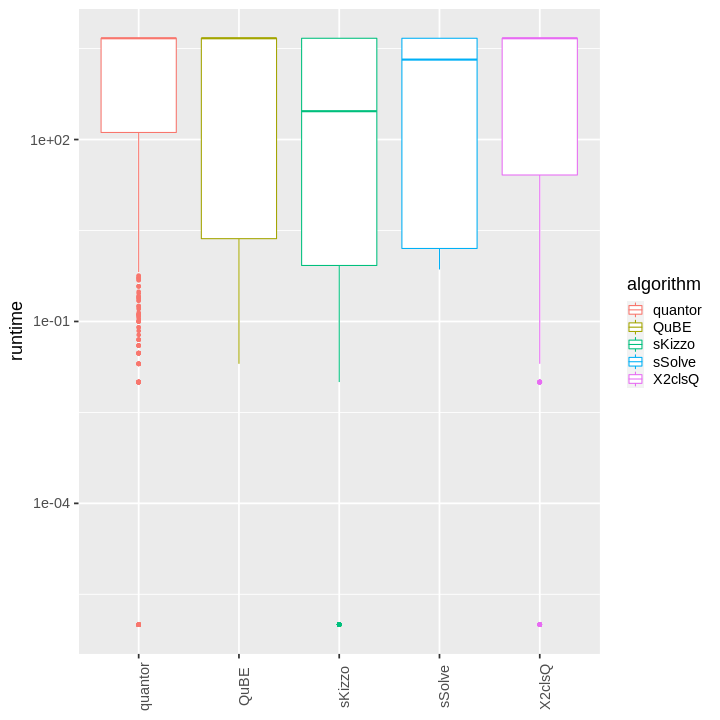 runtime
1e+02
1e-01
1e-04
quantor
QuBE
sKizzo
sSolve
X2clsQ
algorithm
quantor
QuBE
sKizzo
sSolve
X2clsQ